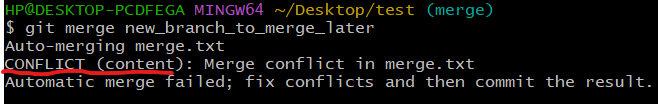 HP@DESKTOP-PCDFEGA MINGW64 ~/Desktop/test (merge)
$ git merge new_branch_to_merge_later
Auto-merging merge.txt
CONFLICT (content): Merge conflict in merge.txt
Automatic merge failed; fix conflicts and then commit the result.